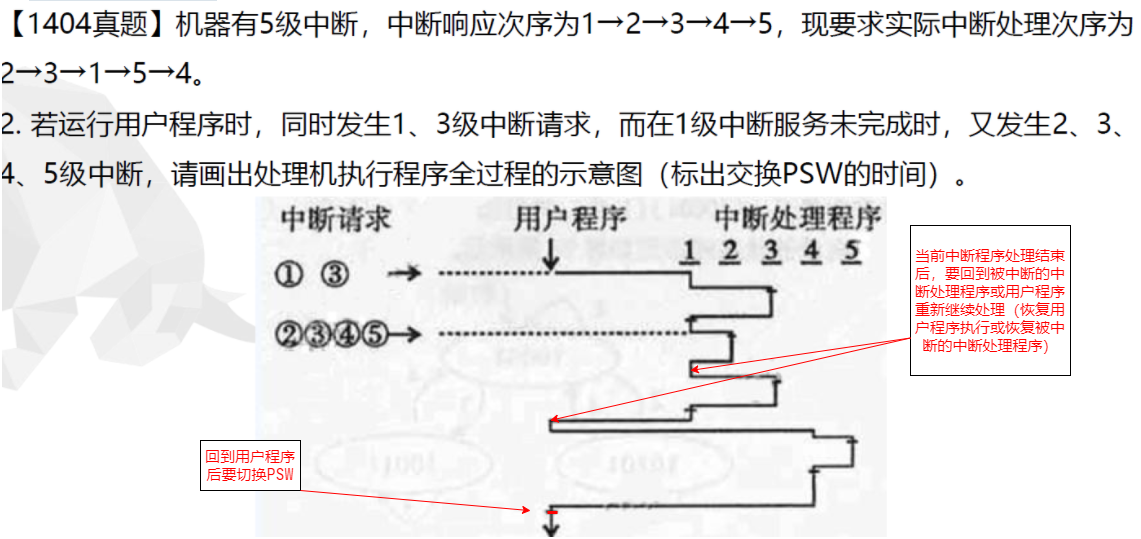 【1404真题】机器有5级中断，中断响应次序为1→2→3→4→5，现要求实际中断处理次序为
2→3→1→5→4。
2. 若运行用户程序时，同时发生1、3级中断请求，而在1级中断服务未完成时，又发生2、3、
4、5级中断，请画出处理机执行程序全过程的示意图（标出交换PSW的时间）。
中断请求 用户程序 中断处理程序
1 2 3 4 5
① ③
②③④⑤
当前中断程序处理结束
后，要回到被中断的中
断处理程序或用户程序
重新继续处理（恢复用
户程序执行或恢复被中
断的中断处理程序）
回到用户程序
后要切换PSW